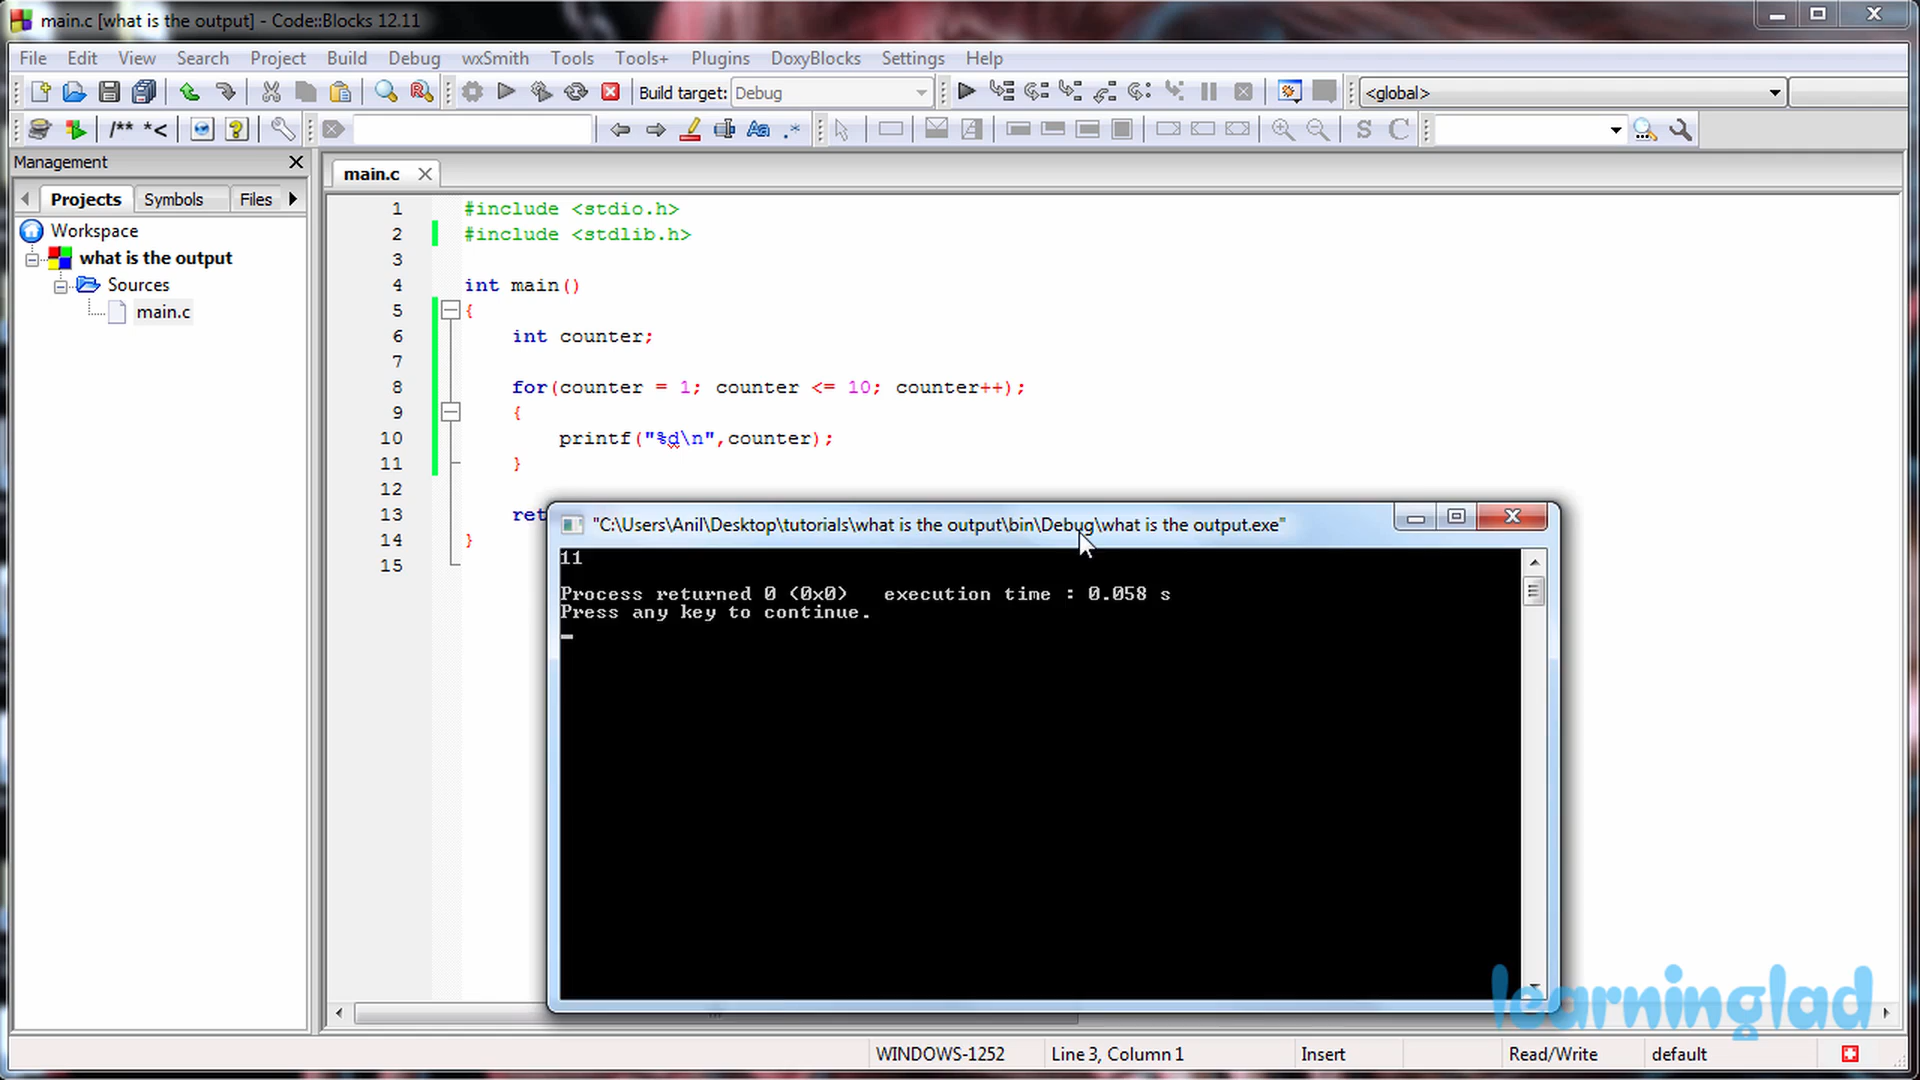 main.c [what is the output] - Code::Blocks 12.11
File Edit View Search Project Build Debug wxSmith Tools Tools+ Plugins DoxyBlocks Settings Help
Build target: Debug <global>
/** *<
Aa .* S C
Management
Projects Symbols Files
Workspace
what is the output
Sources
main.c
main.c
1 #include <stdio.h>
2 #include <stdlib.h>
3
4 int main()
5 {
6 int counter;
7
8 for(counter = 1; counter <= 10; counter++);
9 {
10 printf("%d\n",counter);
11 }
12
13 ret
14 }
15
"C:\Users\Anil\Desktop\tutorials\what is the output\bin\Debug\what is the output.exe"
11
Process returned 0 (0x0) execution time : 0.058 s
Press any key to continue.
learninglad
WINDOWS-1252 Line 3, Column 1 Insert Read/Write default